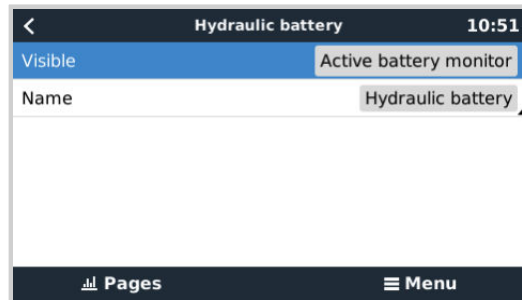 Hydraulic battery 10:51
Visible Active battery monitor
Name Hydraulic battery
Pages Menu